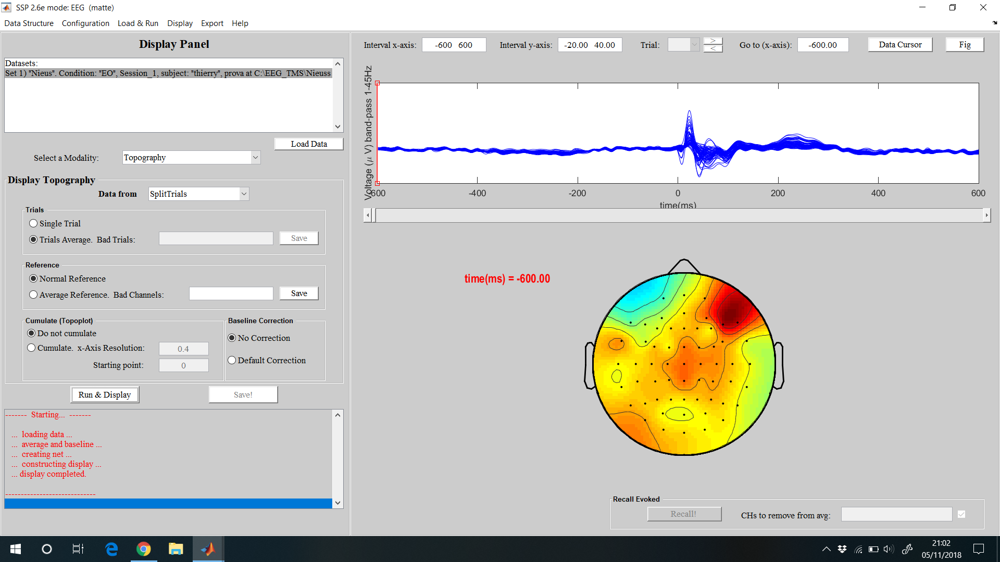 SSP 2.6e mode: EEG  (matte)
Data Structure Configuration Load & Run Display Export Help
Display Panel
Datasets:
Set 1) "Nieus". Condition: "EO", Session_1, subject: "thierry", prova at C:\EEG_TMS\Nieuss
Load Data
Select a Modality: Topography
Display Topography
Data from SplitTrials
Trials
Single Trial
Trials Average.  Bad Trials: Save
Reference
Normal Reference
Average Reference.  Bad Channels: Save
Cumulate (Topoplot)
Do not cumulate
Cumulate.  x-Axis Resolution: 0.4
Starting point: 0
Baseline Correction
No Correction
Default Correction
Run & Display Save!
-------  Starting...  -------
...  loading data ...
...  average and baseline ...
...  creating net ...
...  constructing display ...
... display completed.
-----------------------------
Interval x-axis: -600   600 Interval y-axis: -20.00   40.00 Trial: > < Go to (x-axis): -600.00 Data Cursor Fig
Voltage (μ V) band-pass 1-45Hz
-600 -400 -200 0 200 400 600
time(ms)
time(ms) = -600.00
Recall Evoked
Recall! CHs to remove from avg:
21:02
05/11/2018